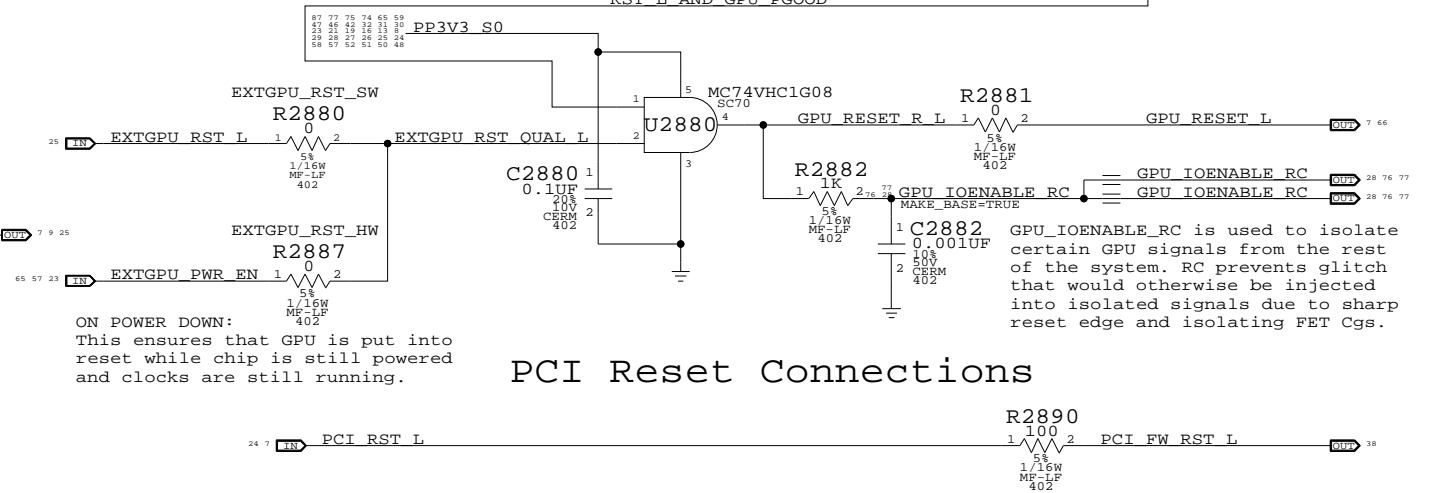 RST_L_AND_GPU_PGOOD
87 77 75 74 65 59
47 46 42 32 31 30
23 21 19 16 13 8
29 28 27 26 25 24
58 57 52 51 50 48
PP3V3_S0
EXTGPU_RST_SW
R2880
0
25 IN EXTGPU_RST_L 1 2 EXTGPU_RST_QUAL_L
5%
1/16W
MF-LF
402
1
2
5 MC74VHC1G08
SC70
U2880
4
3
C2880 1
0.1UF
20%
10V
CERM 2
402
GPU_RESET_R_L
R2881
0
1 2
5%
1/16W
MF-LF
402
GPU_RESET_L
OUT 7 66
R2882
1K
1 2
5%
1/16W
MF-LF
402
77
76 28 GPU_IOENABLE_RC
MAKE_BASE=TRUE
GPU_IOENABLE_RC OUT 28 76 77
GPU_IOENABLE_RC OUT 28 76 77
1 C2882
0.001UF
10%
50V
2 CERM
402
GPU_IOENABLE_RC is used to isolate
certain GPU signals from the rest
of the system. RC prevents glitch
that would otherwise be injected
into isolated signals due to sharp
reset edge and isolating FET Cgs.
OUT 7 9 25
EXTGPU_RST_HW
R2887
0
65 57 23 IN EXTGPU_PWR_EN 1 2
5%
1/16W
MF-LF
402
ON POWER DOWN:
This ensures that GPU is put into
reset while chip is still powered
and clocks are still running.
PCI Reset Connections
R2890
100
24 7 IN PCI_RST_L 1 2 PCI_FW_RST_L OUT 38
5%
1/16W
MF-LF
402